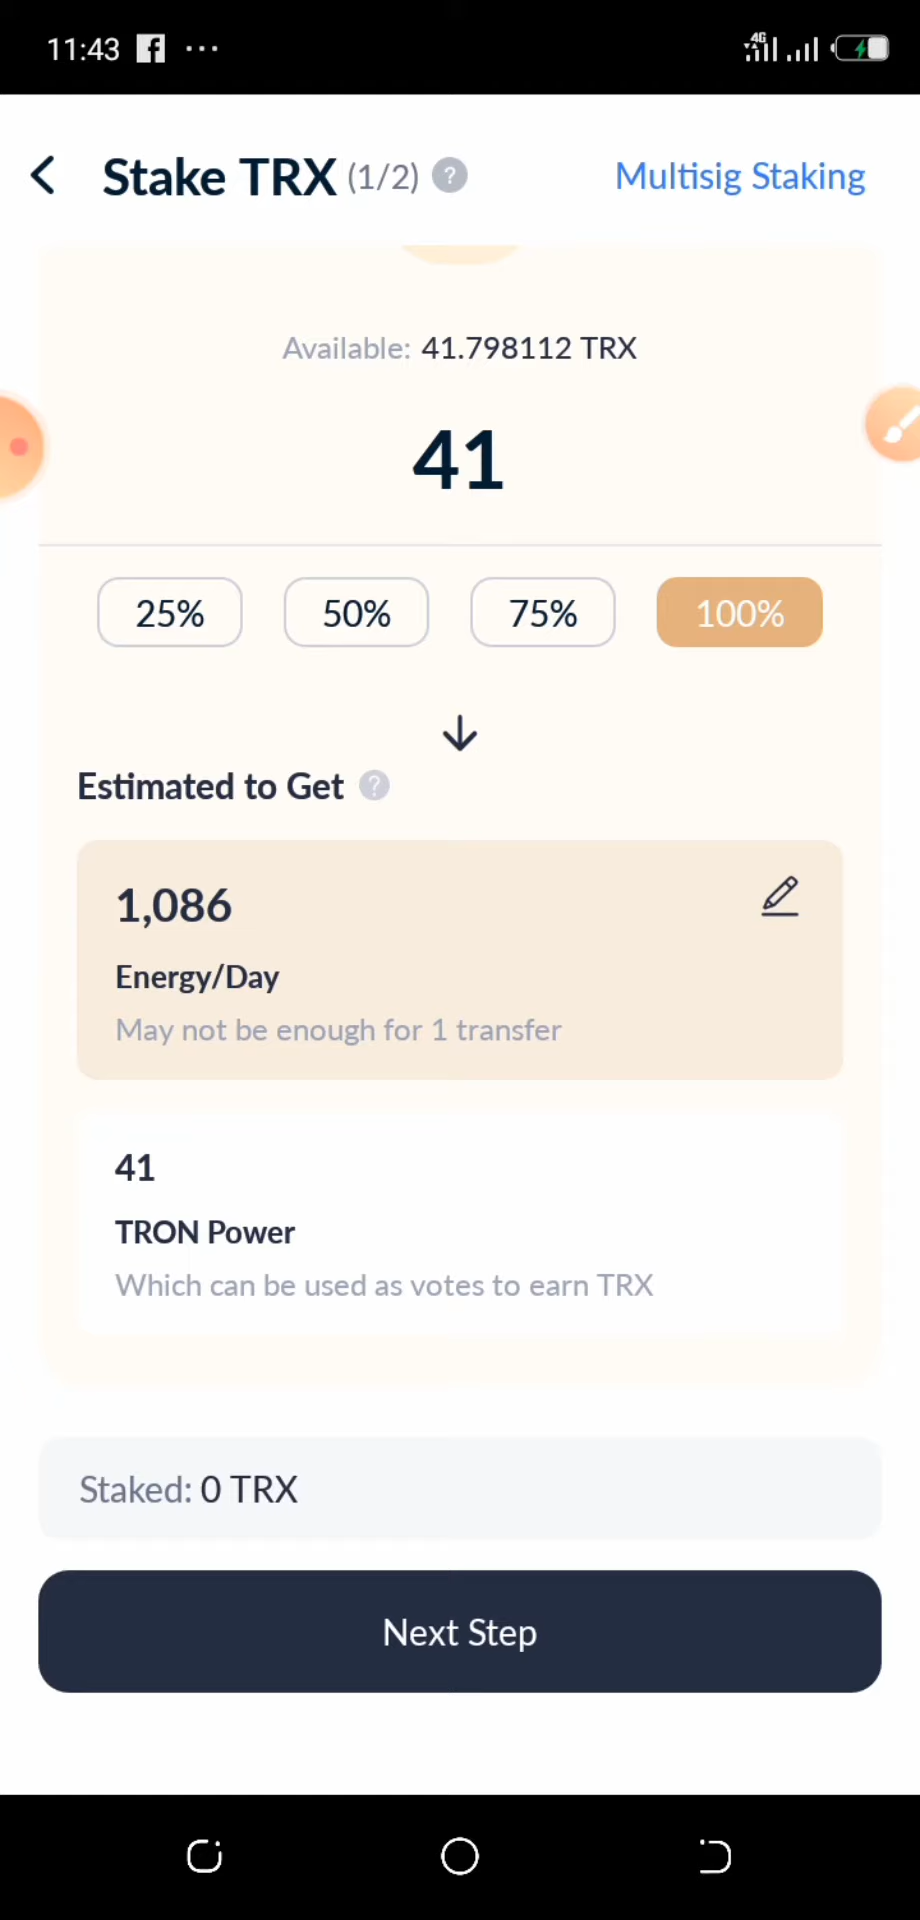 11:43
4G
Stake TRX (1/2) ?
Multisig Staking
Available: 41.798112 TRX
41
25% 50% 75% 100%
Estimated to Get ?
1,086
Energy/Day
May not be enough for 1 transfer
41
TRON Power
Which can be used as votes to earn TRX
Staked: 0 TRX
Next Step